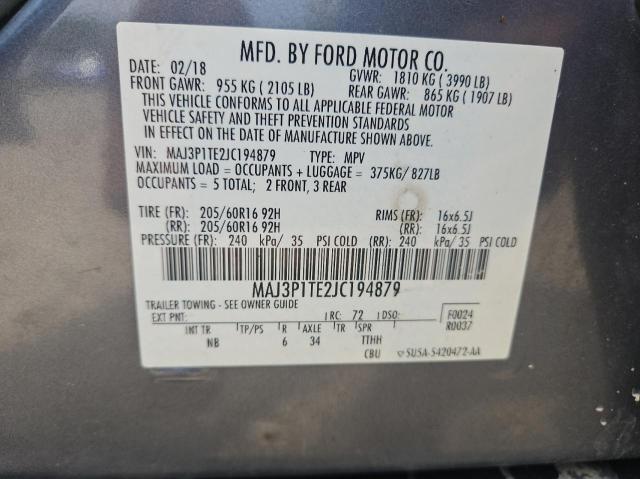 MFD. BY FORD MOTOR CO.
DATE: 02/18 GVWR: 1810 KG ( 3990 LB)
FRONT GAWR: 955 KG ( 2105 LB) REAR GAWR: 865 KG ( 1907 LB)
THIS VEHICLE CONFORMS TO ALL APPLICABLE FEDERAL MOTOR
VEHICLE SAFETY AND THEFT PREVENTION STANDARDS
IN EFFECT ON THE DATE OF MANUFACTURE SHOWN ABOVE.
VIN: MAJ3P1TE2JC194879 TYPE: MPV
MAXIMUM LOAD = OCCUPANTS + LUGGAGE = 375KG/ 827LB
OCCUPANTS = 5 TOTAL; 2 FRONT, 3 REAR
TIRE (FR): 205/60R16 92H RIMS (FR): 16x6.5J
(RR): 205/60R16 92H (RR): 16x6.5J
PRESSURE (FR): 240 kPa/ 35 PSI COLD (RR): 240 kPa/ 35 PSI COLD
MAJ3P1TE2JC194879
TRAILER TOWING - SEE OWNER GUIDE
EXT PNT: RC: 72 DSO: F0024
R0037
INT TR TP/PS R AXLE TR SPR
NB 6 34 TTHH
CBU 5U5A-5420472-AA